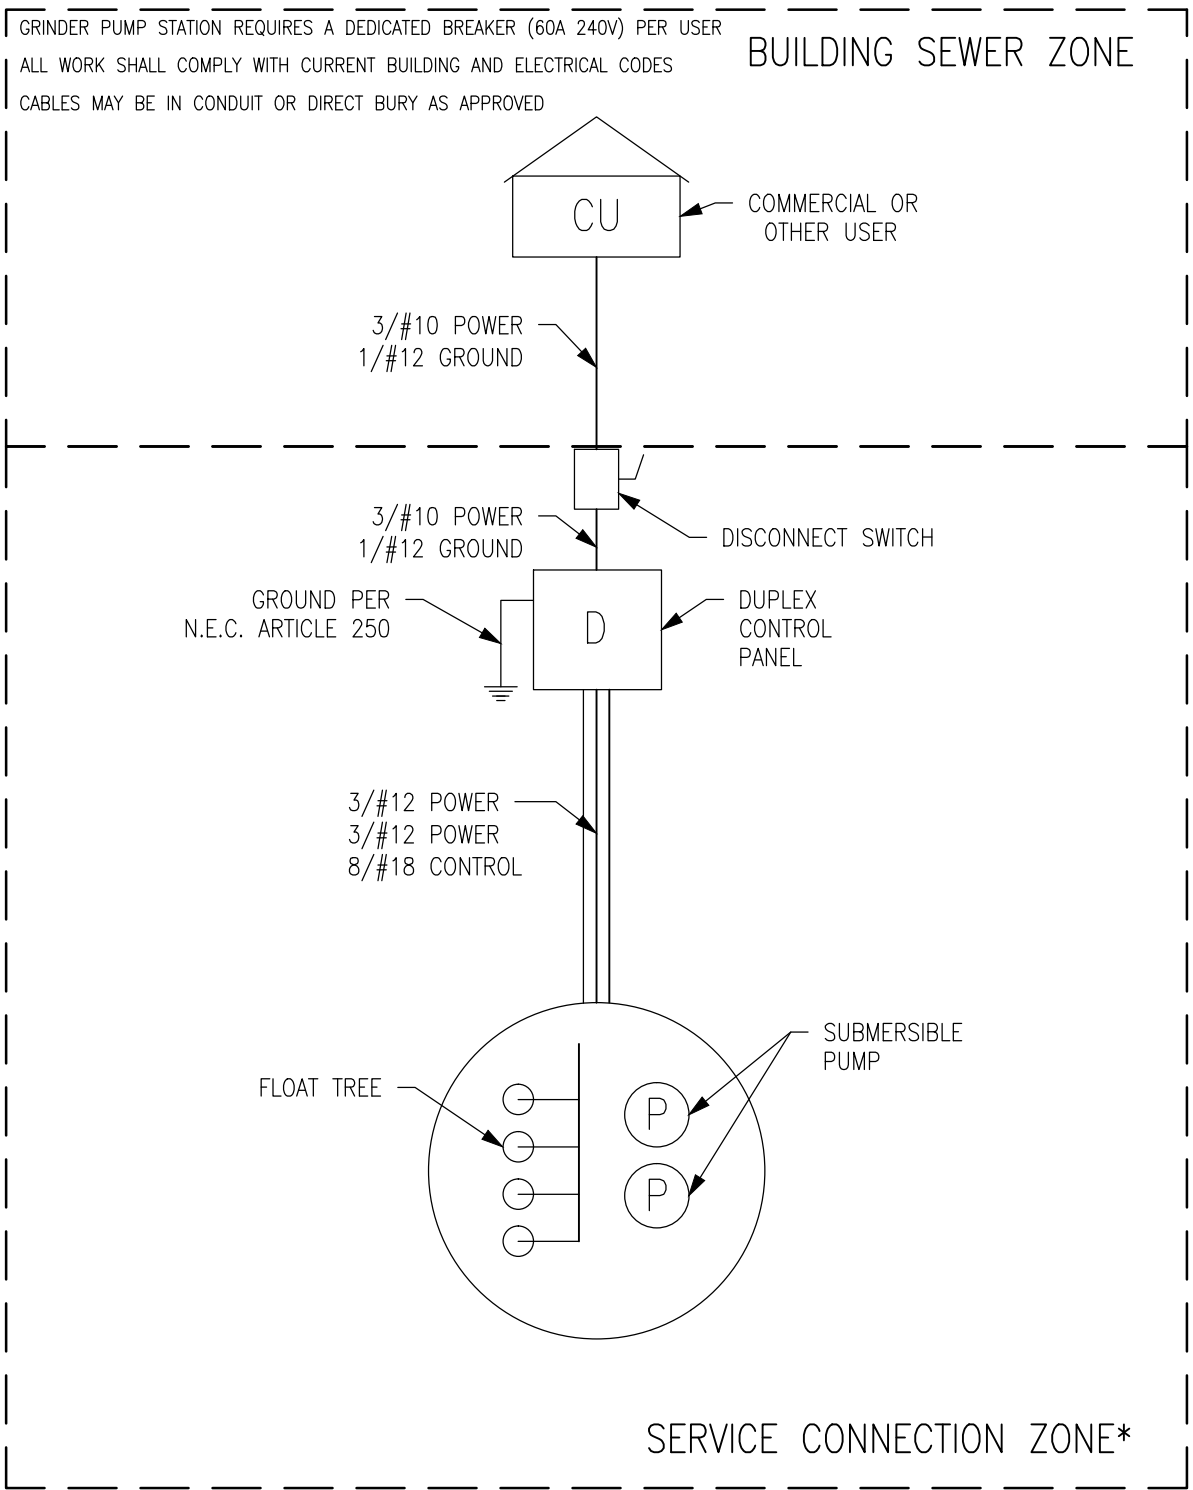 GRINDER PUMP STATION REQUIRES A DEDICATED BREAKER (60A 240V) PER USER
ALL WORK SHALL COMPLY WITH CURRENT BUILDING AND ELECTRICAL CODES
CABLES MAY BE IN CONDUIT OR DIRECT BURY AS APPROVED
BUILDING SEWER ZONE
CU
COMMERCIAL OR
OTHER USER
3/#10 POWER
1/#12 GROUND
3/#10 POWER
1/#12 GROUND
DISCONNECT SWITCH
GROUND PER
N.E.C. ARTICLE 250
D
DUPLEX
CONTROL
PANEL
3/#12 POWER
3/#12 POWER
8/#18 CONTROL
SUBMERSIBLE
PUMP
FLOAT TREE
P
P
SERVICE CONNECTION ZONE*